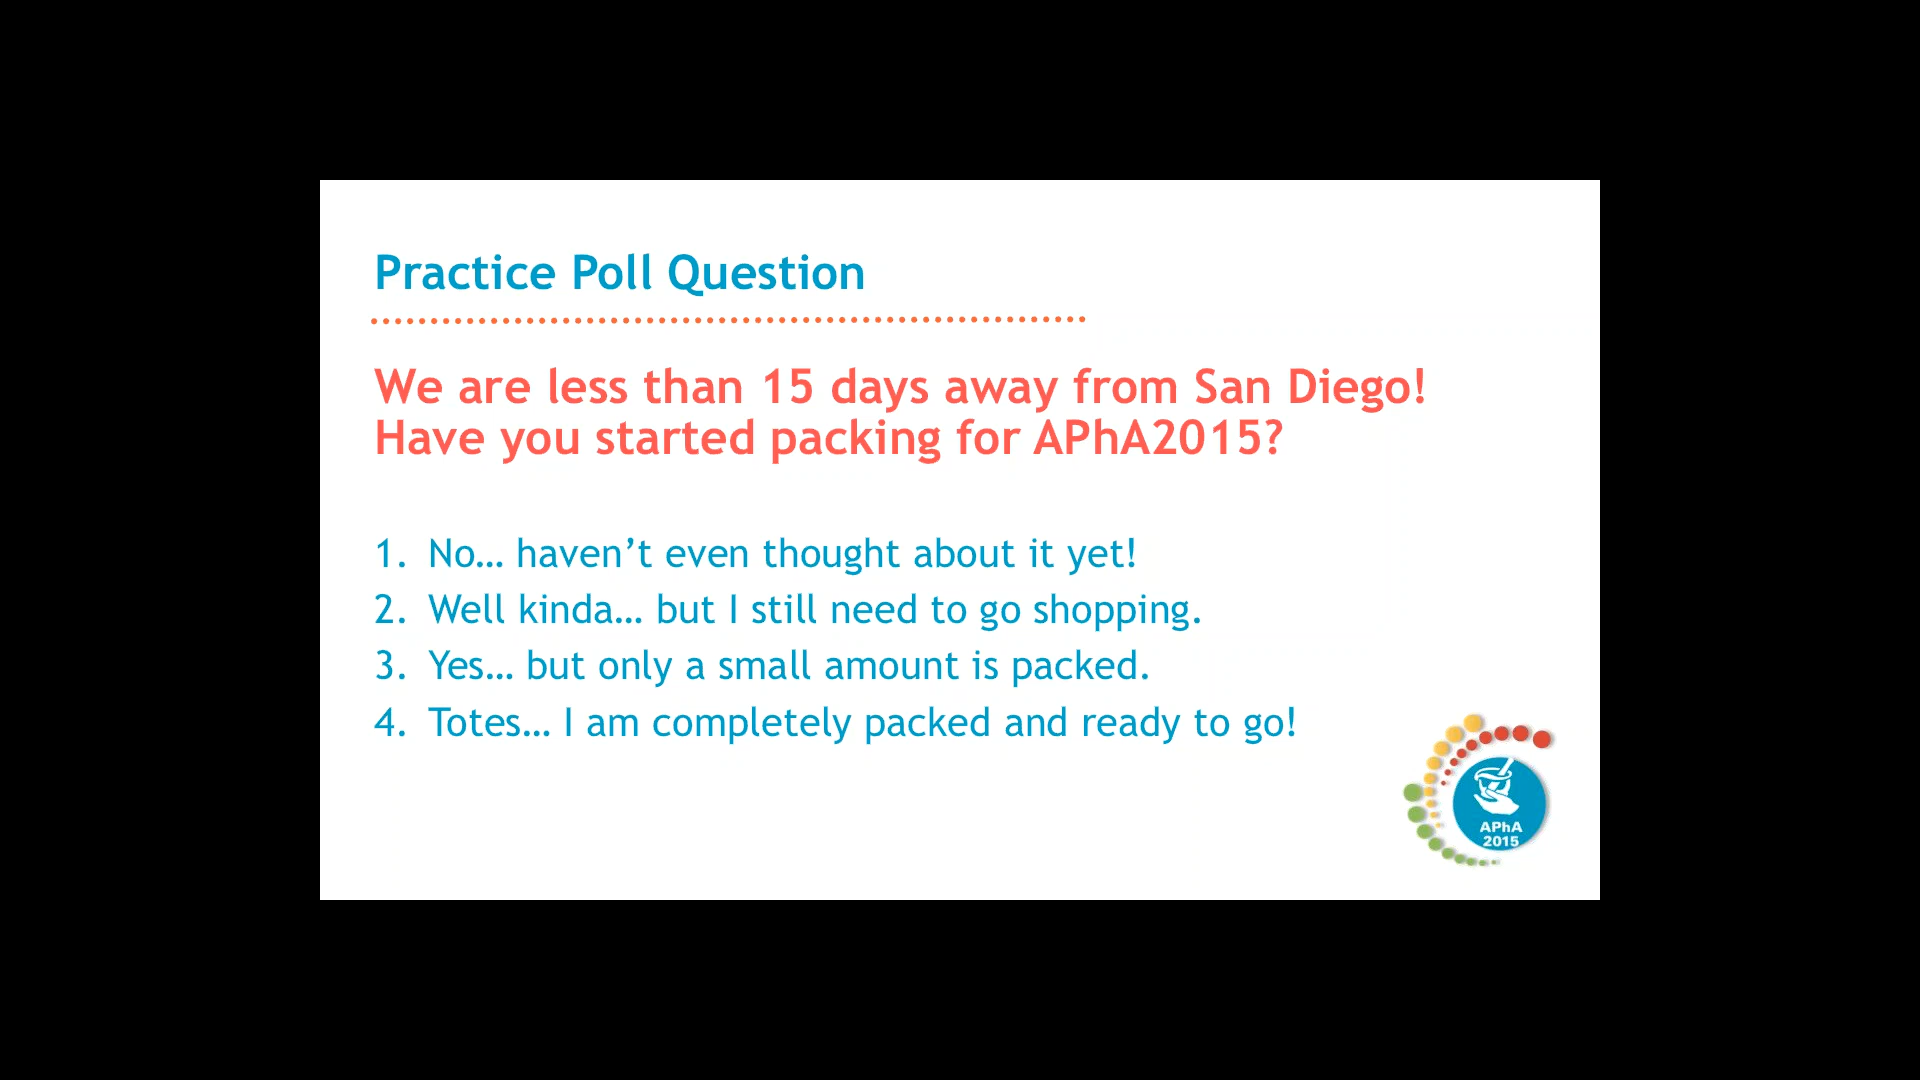 Practice Poll Question
We are less than 15 days away from San Diego!
Have you started packing for APhA2015?
1. No… haven’t even thought about it yet!
2. Well kinda… but I still need to go shopping.
3. Yes… but only a small amount is packed.
4. Totes… I am completely packed and ready to go!
APhA
2015